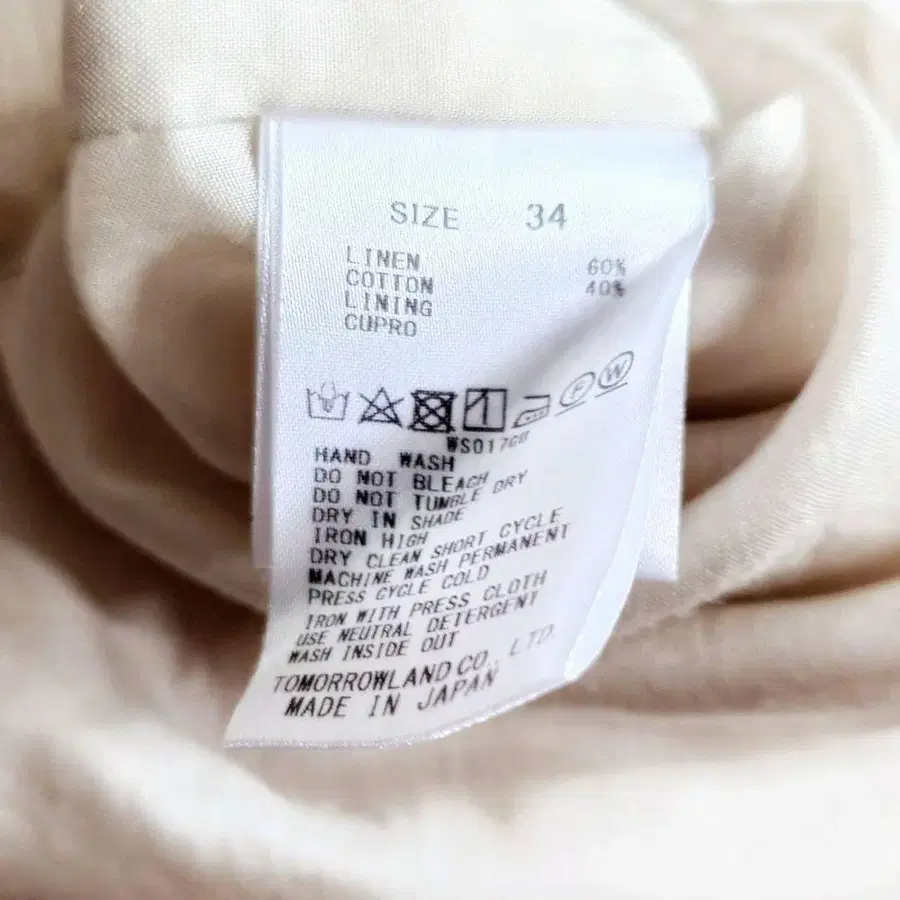 SIZE 34
LINEN 60%
COTTON 40%
LINING
CUPRO
F W
HAND WASH
DO NOT BLEACH
DO NOT TUMBLE DRY
DRY IN SHADE
IRON HIGH
DRY CLEAN SHORT CYCLE
MACHINE WASH PERMANENT
PRESS CYCLE COLD
IRON WITH PRESS CLOTH
USE NEUTRAL DETERGENT
WASH INSIDE OUT
TOMORROWLAND CO., LTD.
MADE IN JAPAN